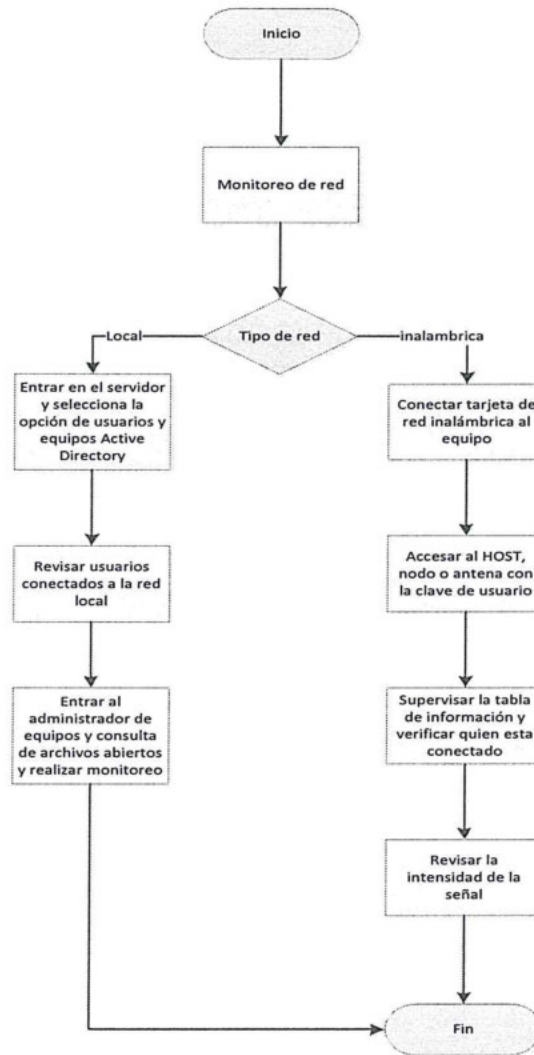 Inicio
Monitoreo de red
Tipo de red
Local
inalambrica
Entrar en el servidor
y selecciona la
opción de usuarios y
equipos Active
Directory
Revisar usuarios
conectados a la red
local
Entrar al
administrador de
equipos y consulta
de archivos abiertos
y realizar monitoreo
Conectar tarjeta de
red inalámbrica al
equipo
Accesar al HOST,
nodo o antena con
la clave de usuario
Supervisar la tabla
de información y
verificar quien esta
conectado
Revisar la
intensidad de la
señal
Fin